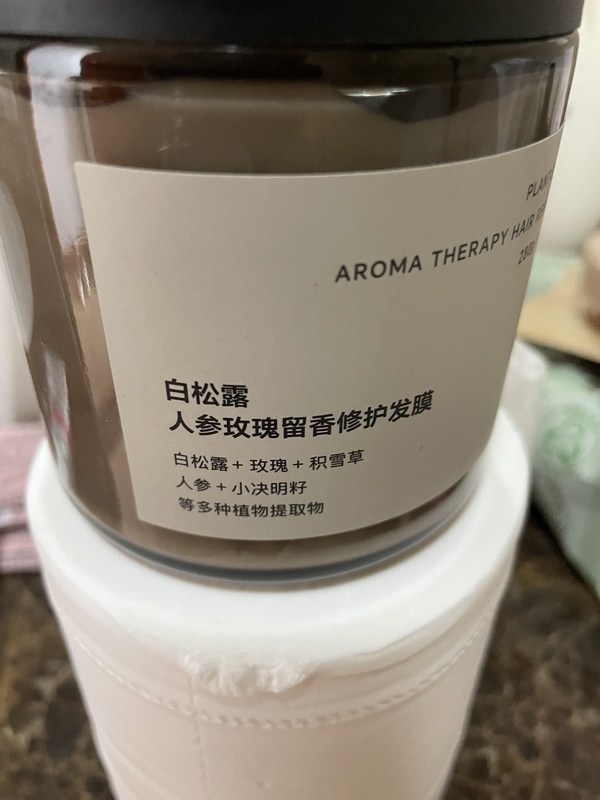 AROMA THERAPY HAIR
白松露
人参玫瑰留香修护发膜
白松露 + 玫瑰 + 积雪草
人参 + 小决明籽
等多种植物提取物